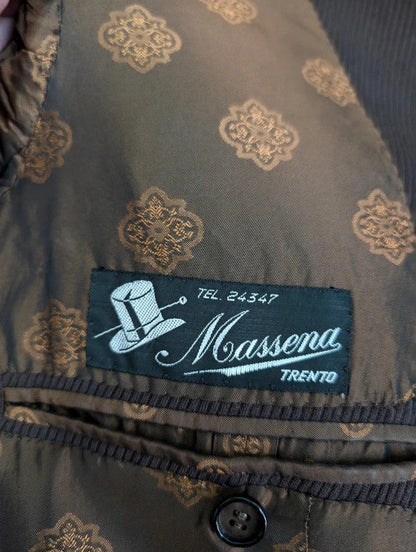 TEL. 24347
Massena
TRENTO